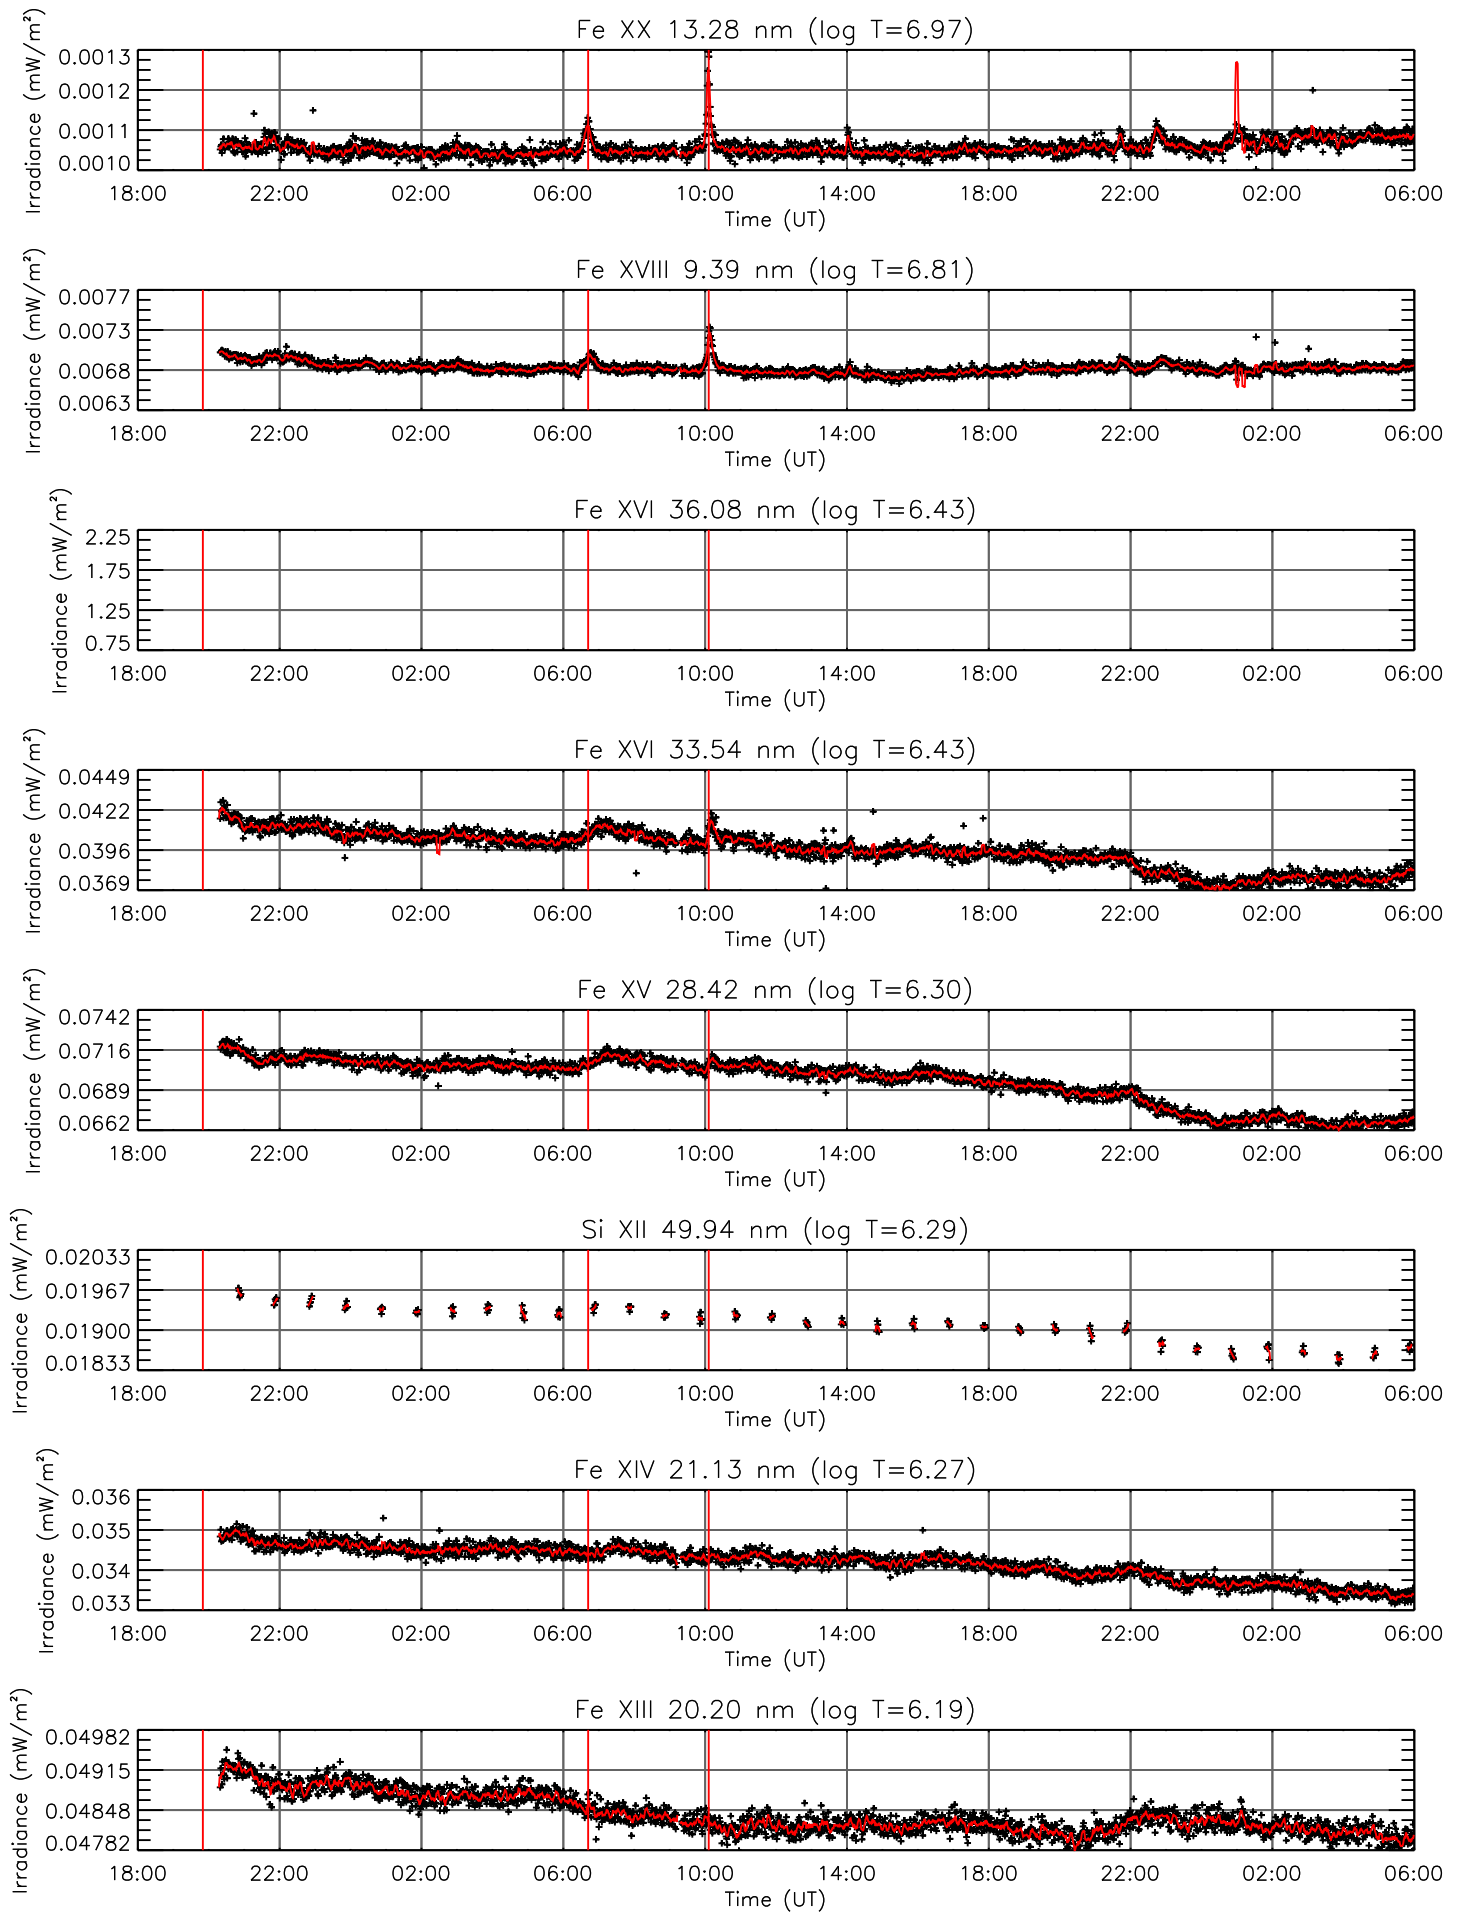 Fe XX 13.28 nm (log T=6.97)
Irradiance (mW/m²)
0.0013
0.0012
0.0011
0.0010
18:00 22:00 02:00 06:00 10:00 14:00 18:00 22:00 02:00 06:00
Time (UT)
Fe XVIII 9.39 nm (log T=6.81)
Irradiance (mW/m²)
0.0077
0.0073
0.0068
0.0063
18:00 22:00 02:00 06:00 10:00 14:00 18:00 22:00 02:00 06:00
Time (UT)
Fe XVI 36.08 nm (log T=6.43)
Irradiance (mW/m²)
2.25
1.75
1.25
0.75
18:00 22:00 02:00 06:00 10:00 14:00 18:00 22:00 02:00 06:00
Time (UT)
Fe XVI 33.54 nm (log T=6.43)
Irradiance (mW/m²)
0.0449
0.0422
0.0396
0.0369
18:00 22:00 02:00 06:00 10:00 14:00 18:00 22:00 02:00 06:00
Time (UT)
Fe XV 28.42 nm (log T=6.30)
Irradiance (mW/m²)
0.0742
0.0716
0.0689
0.0662
18:00 22:00 02:00 06:00 10:00 14:00 18:00 22:00 02:00 06:00
Time (UT)
Si XII 49.94 nm (log T=6.29)
Irradiance (mW/m²)
0.02033
0.01967
0.01900
0.01833
18:00 22:00 02:00 06:00 10:00 14:00 18:00 22:00 02:00 06:00
Time (UT)
Fe XIV 21.13 nm (log T=6.27)
Irradiance (mW/m²)
0.036
0.035
0.034
0.033
18:00 22:00 02:00 06:00 10:00 14:00 18:00 22:00 02:00 06:00
Time (UT)
Fe XIII 20.20 nm (log T=6.19)
Irradiance (mW/m²)
0.04982
0.04915
0.04848
0.04782
18:00 22:00 02:00 06:00 10:00 14:00 18:00 22:00 02:00 06:00
Time (UT)